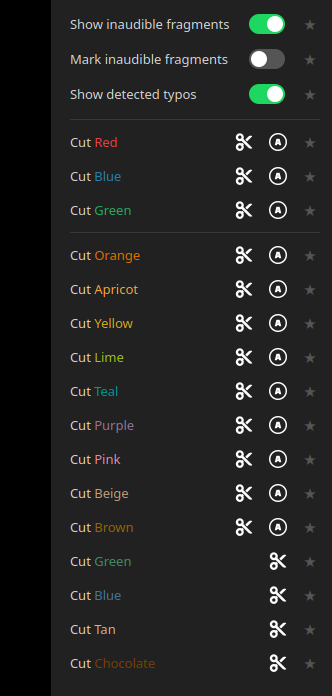 Show inaudible fragments
Mark inaudible fragments
Show detected typos
Cut Red A
Cut Blue A
Cut Green A
Cut Orange A
Cut Apricot A
Cut Yellow A
Cut Lime A
Cut Teal A
Cut Purple A
Cut Pink A
Cut Beige A
Cut Brown A
Cut Green
Cut Blue
Cut Tan
Cut Chocolate